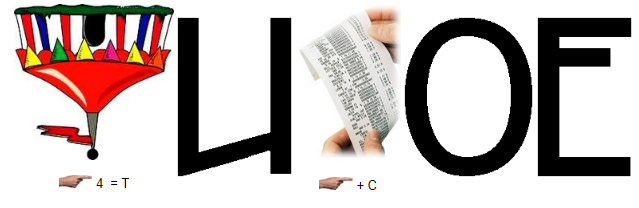 И ОЕ
4 = Т + С